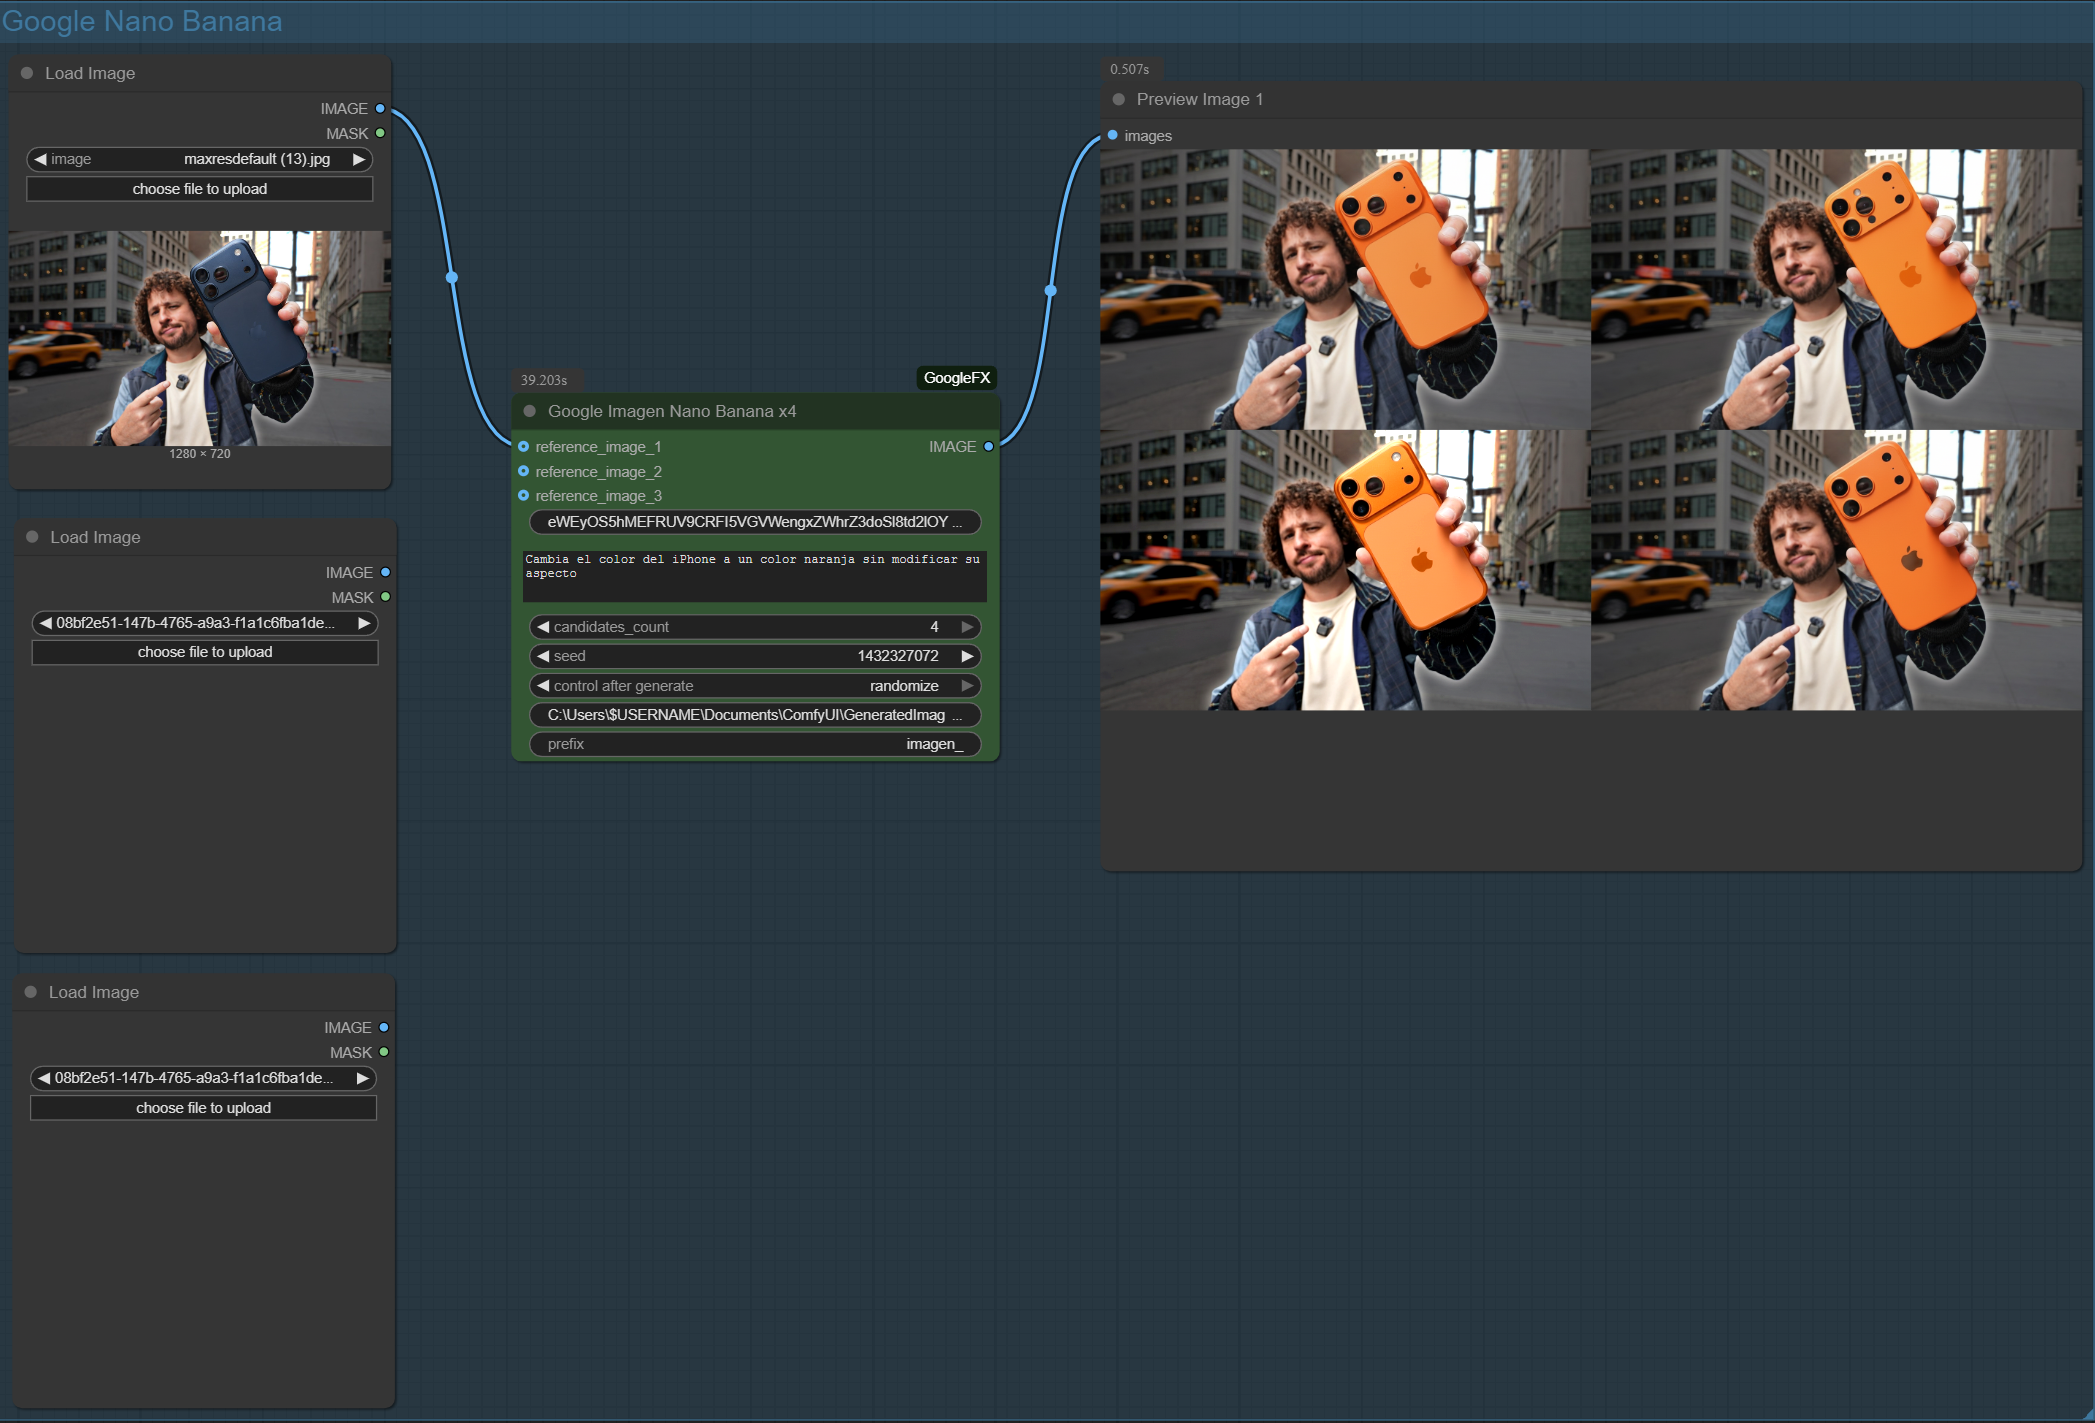 Google Nano Banana
Load Image
IMAGE
MASK
image maxresdefault (13).jpg
choose file to upload
1280 × 720
Load Image
IMAGE
MASK
08bf2e51-147b-4765-a9a3-f1a1c6fba1de...
choose file to upload
Load Image
IMAGE
MASK
08bf2e51-147b-4765-a9a3-f1a1c6fba1de...
choose file to upload
39.203s
GoogleFX
Google Imagen Nano Banana x4
reference_image_1 IMAGE
reference_image_2
reference_image_3
eWEyOS5hMEFRUV9CRFI5VGVWengxZWhrZ3doSl8td2lOY ...
Cambia el color del iPhone a un color naranja sin modificar su
aspecto
candidates_count 4
seed 1432327072
control after generate randomize
C:\Users\$USERNAME\Documents\ComfyUI\GeneratedImag ...
prefix imagen_
0.507s
Preview Image 1
images